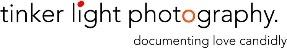 tinker light photography.
documenting love candidly